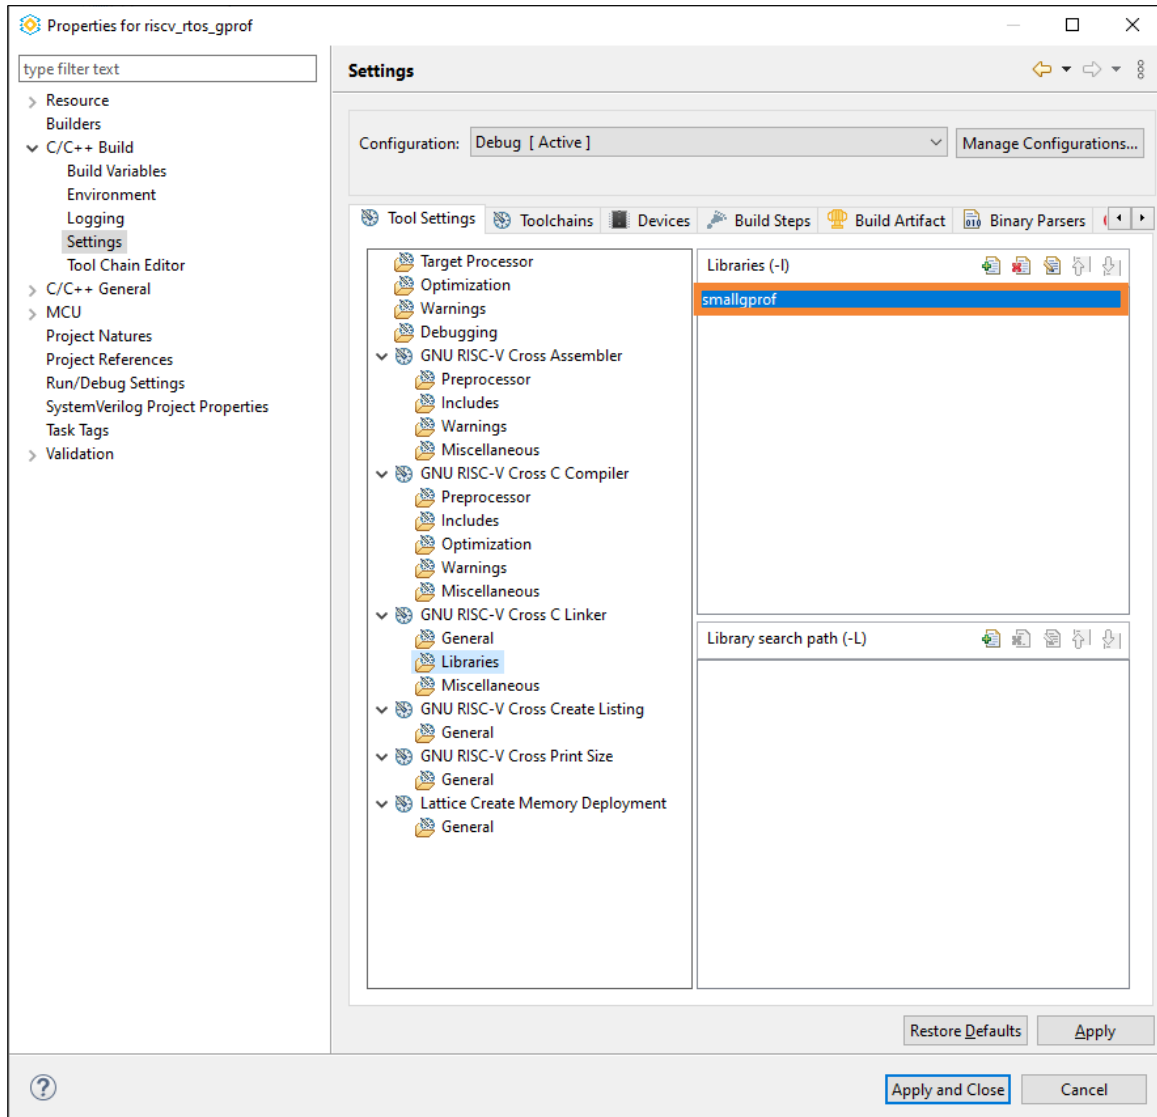 Properties for riscv_rtos_gprof
type filter text
Resource
Builders
C/C++ Build
Build Variables
Environment
Logging
Settings
Tool Chain Editor
C/C++ General
MCU
Project Natures
Project References
Run/Debug Settings
SystemVerilog Project Properties
Task Tags
Validation
Settings
Configuration: Debug [ Active ] Manage Configurations...
Tool Settings Toolchains Devices Build Steps Build Artifact Binary Parsers
Target Processor
Optimization
Warnings
Debugging
GNU RISC-V Cross Assembler
Preprocessor
Includes
Warnings
Miscellaneous
GNU RISC-V Cross C Compiler
Preprocessor
Includes
Optimization
Warnings
Miscellaneous
GNU RISC-V Cross C Linker
General
Libraries
Miscellaneous
GNU RISC-V Cross Create Listing
General
GNU RISC-V Cross Print Size
General
Lattice Create Memory Deployment
General
Libraries (-l)
smallgprof
Library search path (-L)
Restore Defaults Apply
Apply and Close Cancel